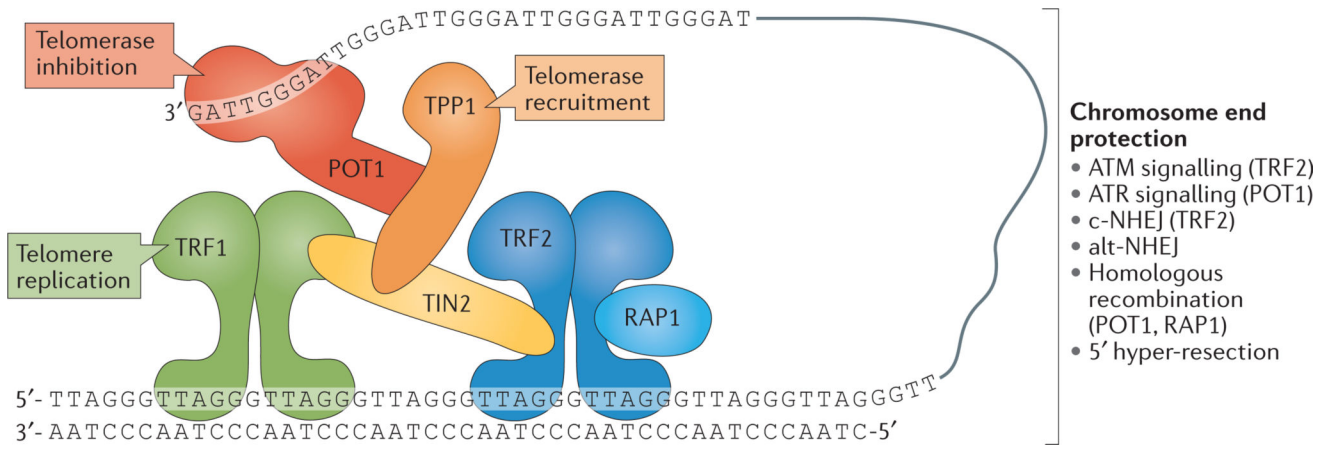 Telomerase
inhibition
3′GATTGGGATTGGGATTGGGATTGGGATTGGGAT
TPP1
Telomerase
recruitment
POT1
TRF1
Telomere
replication
TIN2
TRF2
RAP1
5′-TTAGGGTTAGGGTTAGGGTTAGGGTTAGGGTTAGGGTTAGGGTTAGGGTT
3′-AATCCCAATCCCAATCCCAATCCCAATCCCAATCCCAATCCCAATC-5′
Chromosome end
protection
• ATM signalling (TRF2)
• ATR signalling (POT1)
• c-NHEJ (TRF2)
• alt-NHEJ
• Homologous
recombination
(POT1, RAP1)
• 5′ hyper-resection